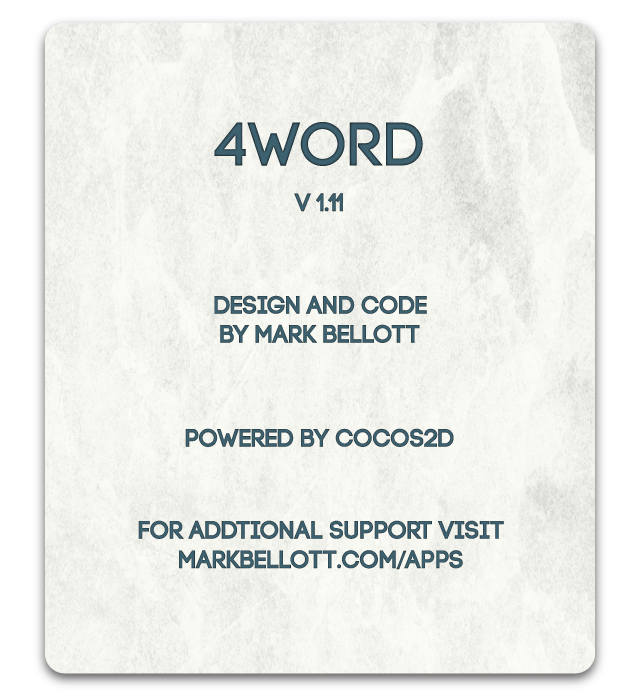 4WORD
V 1.11
DESIGN AND CODE
BY MARK BELLOTT
POWERED BY COCOS2D
FOR ADDTIONAL SUPPORT VISIT
MARKBELLOTT.COM/APPS